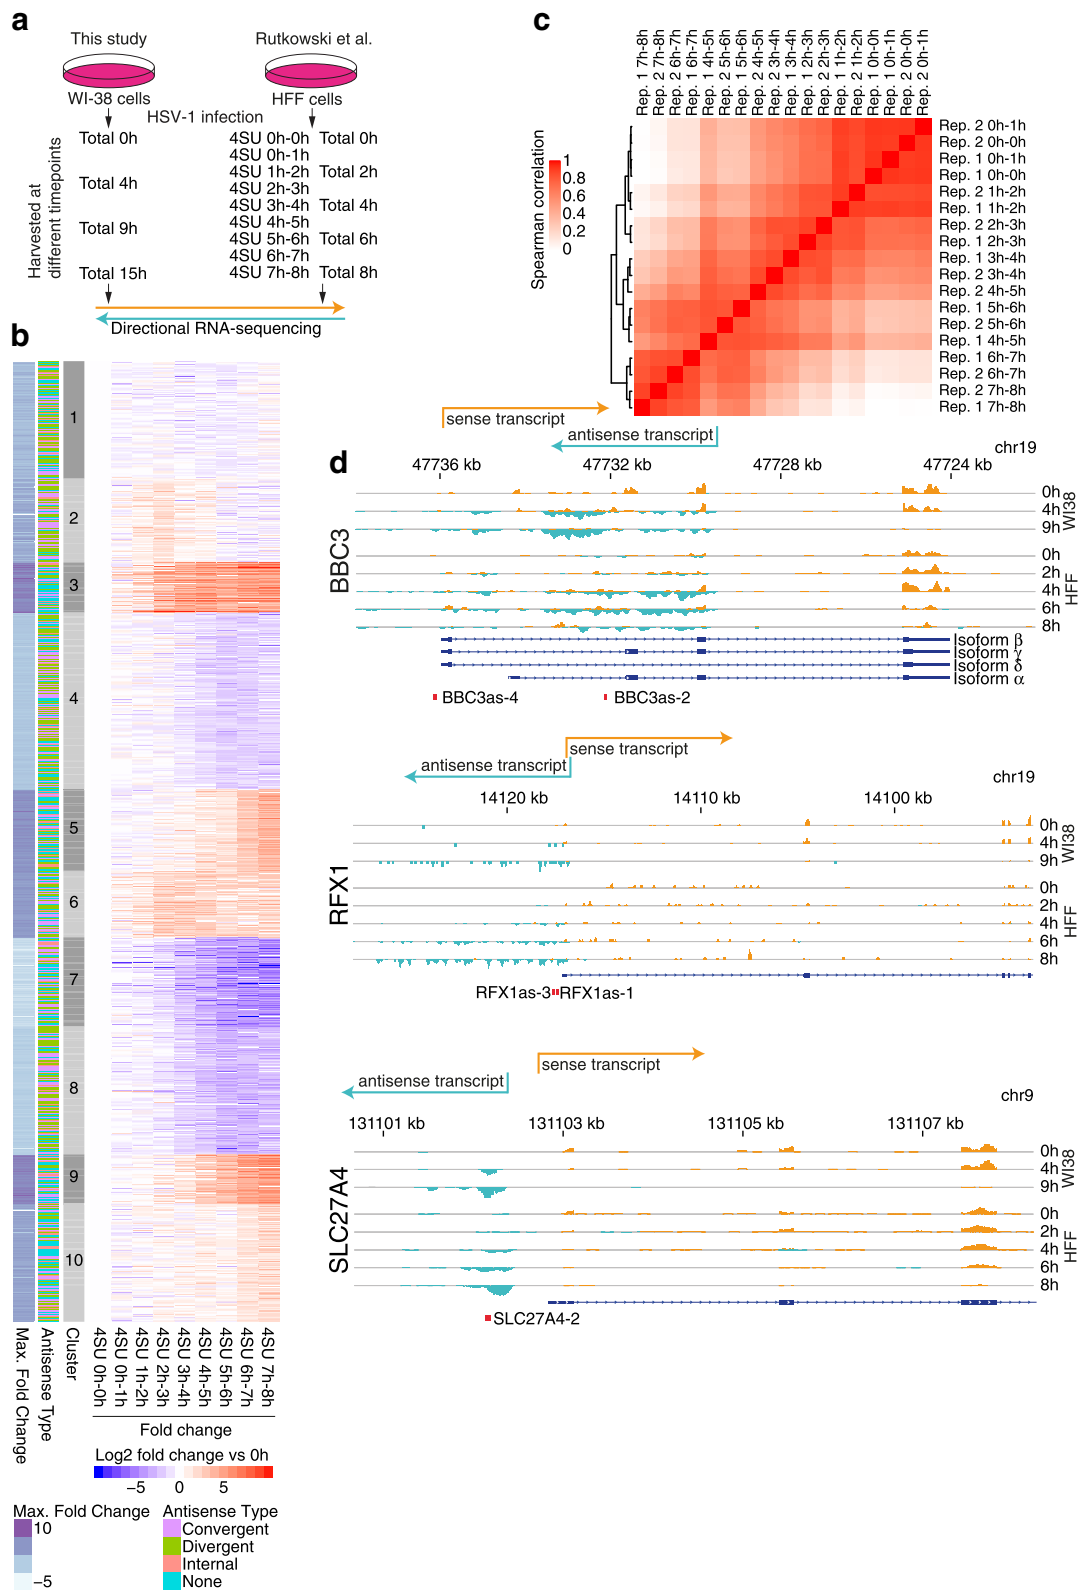 a
This study
Rutkowski et al.
WI-38 cells
HFF cells
HSV-1 infection
Harvested at
different timepoints
Total 0h
Total 4h
Total 9h
Total 15h
4SU 0h-0h
4SU 0h-1h
4SU 1h-2h
4SU 2h-3h
4SU 3h-4h
4SU 4h-5h
4SU 5h-6h
4SU 6h-7h
4SU 7h-8h
Total 0h
Total 2h
Total 4h
Total 6h
Total 8h
Directional RNA-sequencing
b
1
2
3
4
5
6
7
8
9
10
Max. Fold Change
Antisense Type
Cluster
4SU 0h-0h
4SU 0h-1h
4SU 1h-2h
4SU 2h-3h
4SU 3h-4h
4SU 4h-5h
4SU 5h-6h
4SU 6h-7h
4SU 7h-8h
Fold change
Log2 fold change vs 0h
−5
0
5
Max. Fold Change
10
−5
Antisense Type
Convergent
Divergent
Internal
None
c
Rep. 1 7h-8h
Rep. 2 7h-8h
Rep. 2 6h-7h
Rep. 1 6h-7h
Rep. 1 4h-5h
Rep. 2 5h-6h
Rep. 1 5h-6h
Rep. 2 4h-5h
Rep. 2 3h-4h
Rep. 1 3h-4h
Rep. 1 2h-3h
Rep. 2 2h-3h
Rep. 1 1h-2h
Rep. 2 1h-2h
Rep. 1 0h-0h
Rep. 1 0h-1h
Rep. 2 0h-0h
Rep. 2 0h-1h
Spearman correlation
1
0.8
0.6
0.4
0.2
0
Rep. 2 0h-1h
Rep. 2 0h-0h
Rep. 1 0h-1h
Rep. 1 0h-0h
Rep. 2 1h-2h
Rep. 1 1h-2h
Rep. 2 2h-3h
Rep. 1 2h-3h
Rep. 1 3h-4h
Rep. 2 3h-4h
Rep. 2 4h-5h
Rep. 1 5h-6h
Rep. 2 5h-6h
Rep. 1 4h-5h
Rep. 1 6h-7h
Rep. 2 6h-7h
Rep. 2 7h-8h
Rep. 1 7h-8h
d
sense transcript
antisense transcript
chr19
47736 kb
47732 kb
47728 kb
47724 kb
BBC3
0h
4h
9h
WI38
0h
2h
4h
6h
8h
HFF
Isoform β
Isoform γ
Isoform δ
Isoform α
BBC3as-4
BBC3as-2
sense transcript
antisense transcript
chr19
14120 kb
14110 kb
14100 kb
RFX1
0h
4h
9h
WI38
0h
2h
4h
6h
8h
HFF
RFX1as-3
RFX1as-1
sense transcript
antisense transcript
chr9
131101 kb
131103 kb
131105 kb
131107 kb
SLC27A4
0h
4h
9h
WI38
0h
2h
4h
6h
8h
HFF
SLC27A4-2